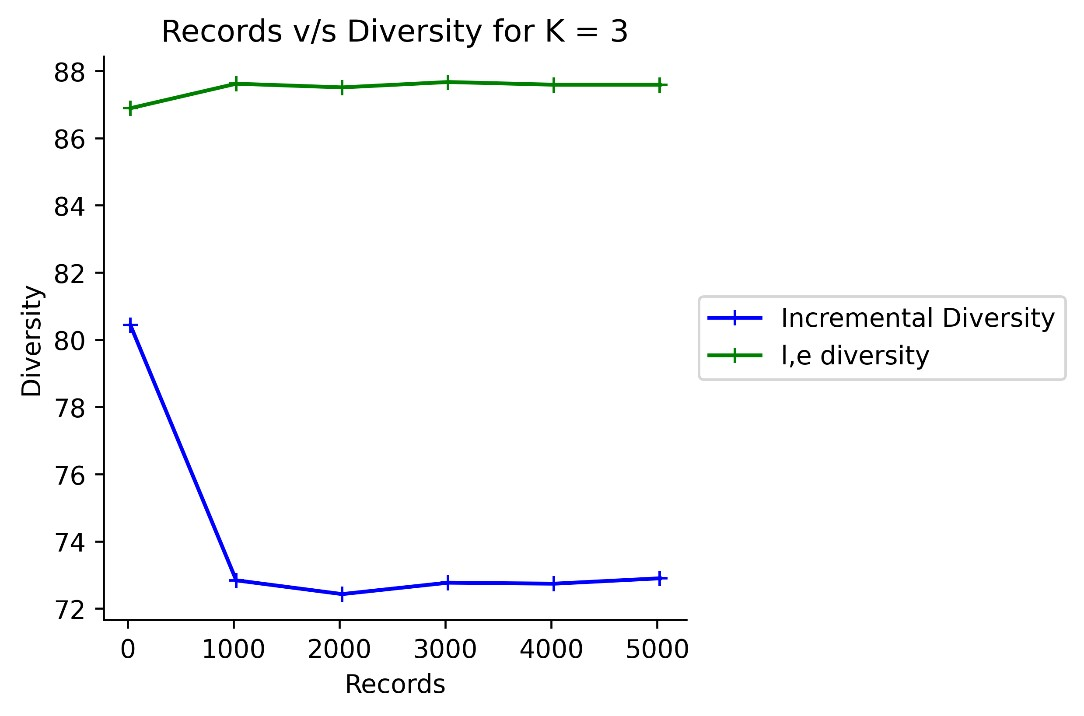 Records v/s Diversity for K = 3
88
86
84
82
80
78
76
74
72
Diversity
0 1000 2000 3000 4000 5000
Records
Incremental Diversity
l,e diversity